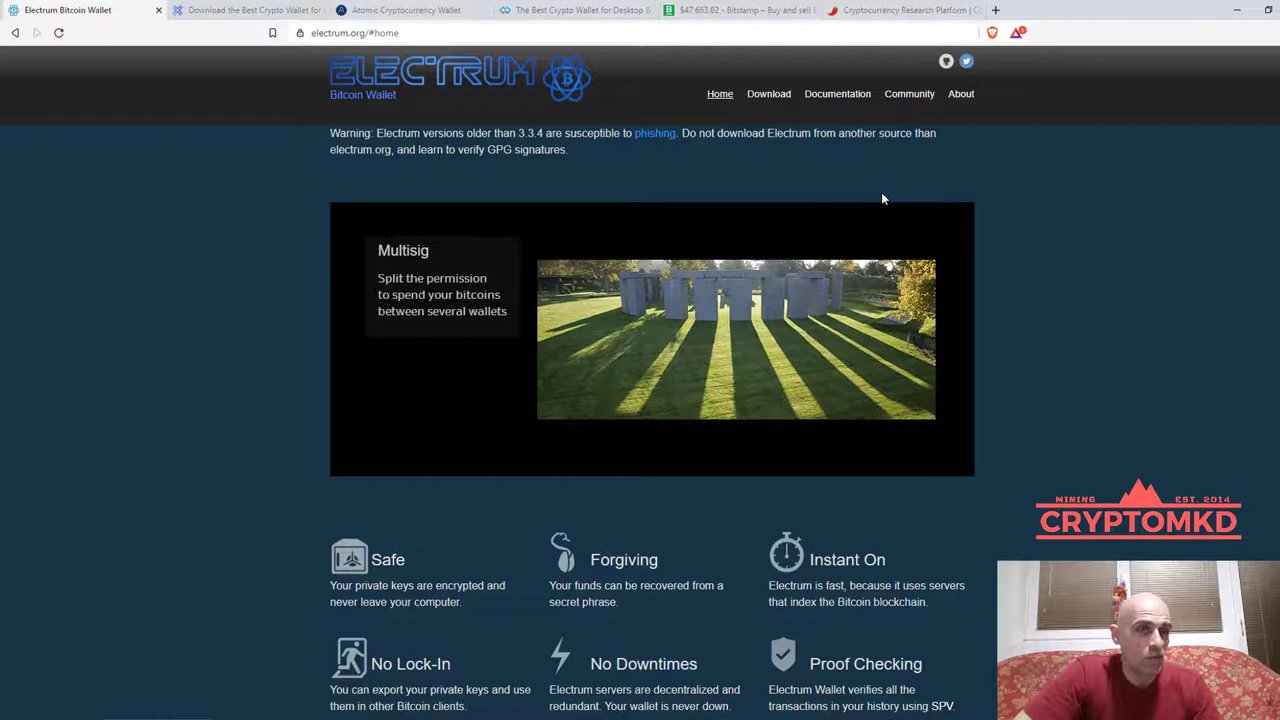 Electrum Bitcoin Wallet
Download the Best Crypto Wallet for
Atomic Cryptocurrency Wallet
The Best Crypto Wallet for Desktop &
$47,663.62 – Bitstamp – Buy and sell
Cryptocurrency Research Platform | Co
electrum.org/#home
ELECTRUM
Bitcoin Wallet
Home
Download
Documentation
Community
About
Warning: Electrum versions older than 3.3.4 are susceptible to phishing. Do not download Electrum from another source than
electrum.org, and learn to verify GPG signatures.
Multisig
Split the permission
to spend your bitcoins
between several wallets
Safe
Your private keys are encrypted and
never leave your computer.
Forgiving
Your funds can be recovered from a
secret phrase.
Instant On
Electrum is fast, because it uses servers
that index the Bitcoin blockchain.
No Lock-In
You can export your private keys and use
them in other Bitcoin clients.
No Downtimes
Electrum servers are decentralized and
redundant. Your wallet is never down.
Proof Checking
Electrum Wallet verifies all the
transactions in your history using SPV.
MINING EST. 2014
CRYPTOMKD